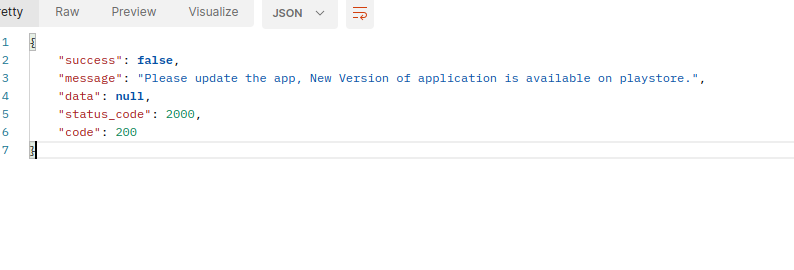 etty Raw Preview Visualize JSON
1 {
2 "success": false,
3 "message": "Please update the app, New Version of application is available on playstore.",
4 "data": null,
5 "status_code": 2000,
6 "code": 200
7 }